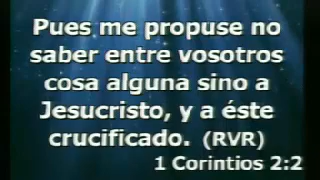 Pues me propuse no
saber entre vosotros
cosa alguna sino a
Jesucristo, y a éste
crucificado. (RVR)
1 Corintios 2:2